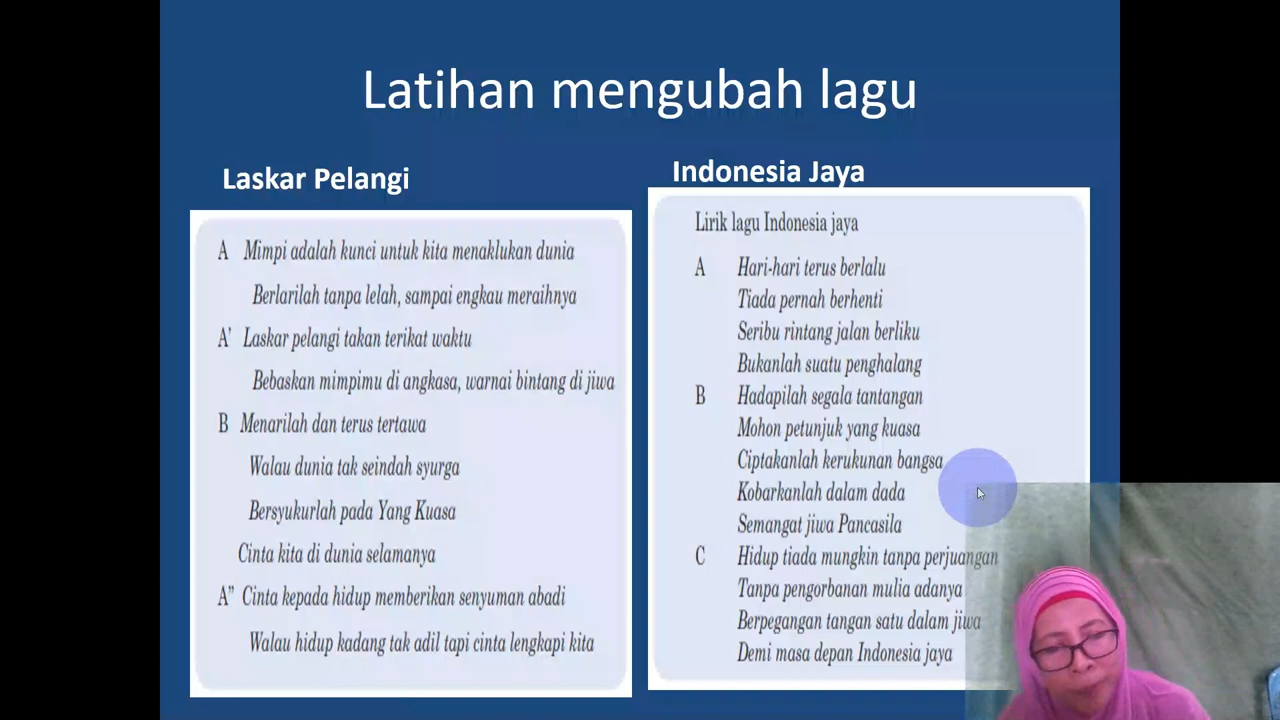 Latihan mengubah lagu
Laskar Pelangi
A Mimpi adalah kunci untuk kita menaklukan dunia
Berlarilah tanpa lelah, sampai engkau meraihnya
A' Laskar pelangi takan terikat waktu
Bebaskan mimpimu di angkasa, warnai bintang di jiwa
B Menarilah dan terus tertawa
Walau dunia tak seindah syurga
Bersyukurlah pada Yang Kuasa
Cinta kita di dunia selamanya
A" Cinta kepada hidup memberikan senyuman abadi
Walau hidup kadang tak adil tapi cinta lengkapi kita
Indonesia Jaya
Lirik lagu Indonesia jaya
A Hari-hari terus berlalu
Tiada pernah berhenti
Seribu rintang jalan berliku
Bukanlah suatu penghalang
B Hadapilah segala tantangan
Mohon petunjuk yang kuasa
Ciptakanlah kerukunan bangsa
Kobarkanlah dalam dada
Semangat jiwa Pancasila
C Hidup tiada mungkin tanpa perjuangan
Tanpa pengorbanan mulia adanya
Berpegangan tangan satu dalam jiwa
Demi masa depan Indonesia jaya